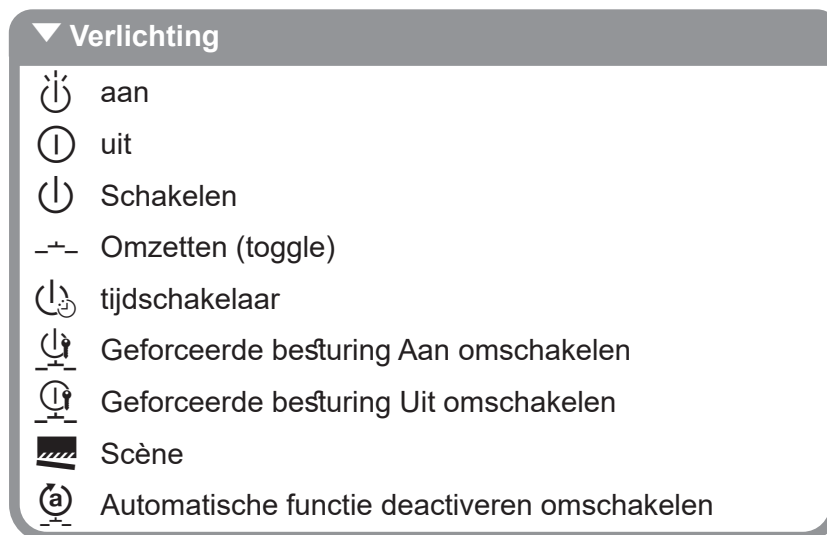 Verlichting
aan
uit
Schakelen
Omzetten (toggle)
tijdschakelaar
Geforceerde besturing Aan omschakelen
Geforceerde besturing Uit omschakelen
Scène
Automatische functie deactiveren omschakelen